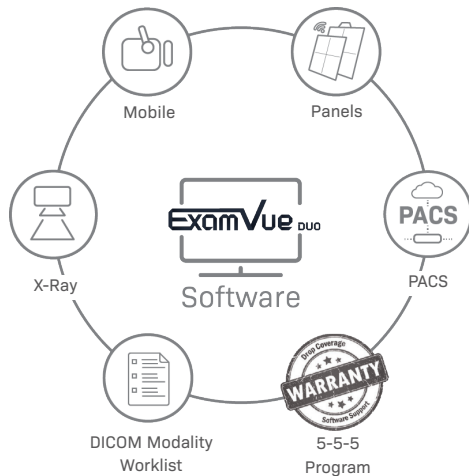 Mobile
Panels
ExamVue DUO
Software
X-Ray
PACS
PACS
Drop Coverage
WARRANTY
Software Support
DICOM Modality
Worklist
5-5-5
Program